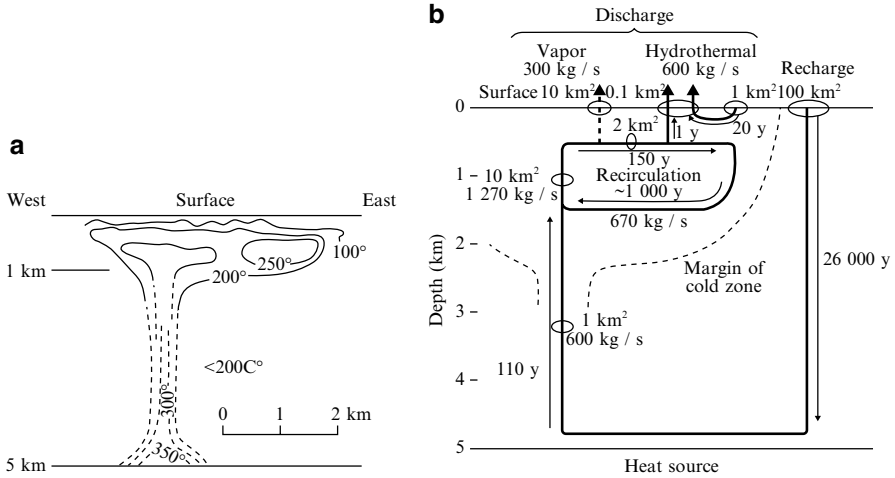 a
West
Surface
East
100°
250°
200°
1 km
<200C°
300°
0 1 2 km
350°
5 km
b
Discharge
Vapor
300 kg / s
Hydrothermal
600 kg / s
Recharge
Surface 10 km² 0.1 km² 1 km² 100 km²
0
2 km²
1 y
20 y
150 y
1
10 km²
1 270 kg / s
Recirculation
~1 000 y
670 kg / s
2
Depth (km)
Margin of
cold zone
26 000 y
3
1 km²
600 kg / s
110 y
4
5
Heat source